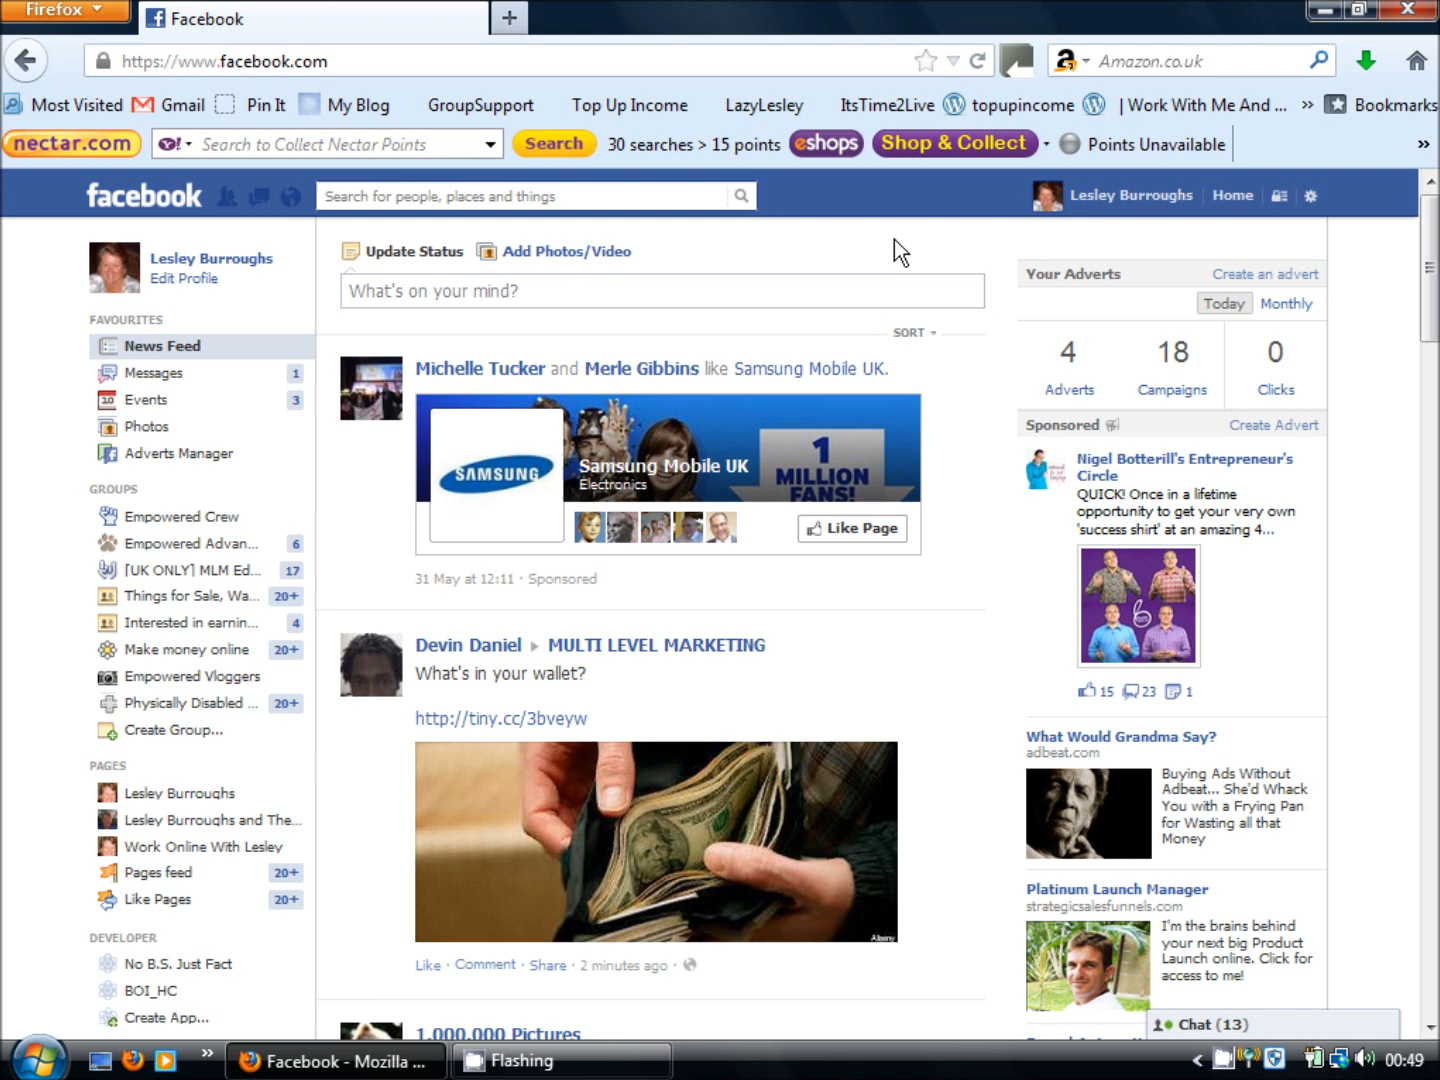 Firefox
Facebook
https://www.facebook.com
Amazon.co.uk
Most Visited Gmail Pin It My Blog GroupSupport Top Up Income LazyLesley ItsTime2Live topupincome | Work With Me And ... » Bookmarks
nectar.com Search to Collect Nectar Points Search 30 searches > 15 points eshops Shop & Collect Points Unavailable »
facebook
Search for people, places and things
Lesley Burroughs Home
Lesley Burroughs
Edit Profile
FAVOURITES
News Feed
Messages 1
Events 3
Photos
Adverts Manager
GROUPS
Empowered Crew
Empowered Advan... 6
[UK ONLY] MLM Ed... 17
Things for Sale, Wa... 20+
Interested in earnin... 4
Make money online 20+
Empowered Vloggers
Physically Disabled ... 20+
Create Group...
PAGES
Lesley Burroughs
Lesley Burroughs and The...
Work Online With Lesley
Pages feed 20+
Like Pages 20+
DEVELOPER
No B.S. Just Fact
BOI_HC
Create App...
Update Status Add Photos/Video
What's on your mind?
SORT
Michelle Tucker and Merle Gibbins like Samsung Mobile UK.
SAMSUNG
Samsung Mobile UK
Electronics
1
MILLION
FANS!
Like Page
31 May at 12:11 · Sponsored
Devin Daniel MULTI LEVEL MARKETING
What's in your wallet?
http://tiny.cc/3bveyw
Like · Comment · Share · 2 minutes ago ·
1,000,000 Pictures
Your Adverts Create an advert
Today Monthly
4 18 0
Adverts Campaigns Clicks
Sponsored Create Advert
Nigel Botterill's Entrepreneur's
Circle
QUICK! Once in a lifetime
opportunity to get your very own
'success shirt' at an amazing 4...
15 23 1
What Would Grandma Say?
adbeat.com
Buying Ads Without
Adbeat... She'd Whack
You with a Frying Pan
for Wasting all that
Money
Platinum Launch Manager
strategicsalesfunnels.com
I'm the brains behind
your next big Product
Launch online. Click for
access to me!
Chat (13)
» Facebook - Mozilla ... Flashing
00:49